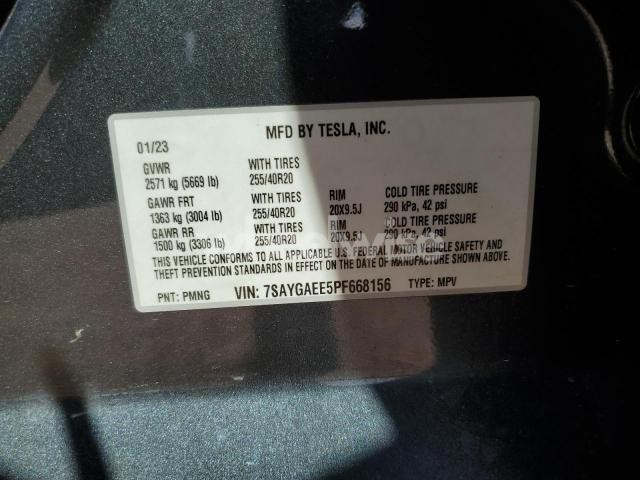 01/23 MFD BY TESLA, INC.
GVWR WITH TIRES
2571 kg (5669 lb) 255/40R20
GAWR FRT WITH TIRES RIM COLD TIRE PRESSURE
1363 kg (3004 lb) 255/40R20 20X9.5J 290 kPa, 42 psi
GAWR RR WITH TIRES RIM COLD TIRE PRESSURE
1500 kg (3306 lb) 255/40R20 20X9.5J 290 kPa, 42 psi
THIS VEHICLE CONFORMS TO ALL APPLICABLE U.S. FEDERAL MOTOR VEHICLE SAFETY AND
THEFT PREVENTION STANDARDS IN EFFECT ON THE DATE OF MANUFACTURE SHOWN ABOVE.
PNT: PMNG VIN: 7SAYGAEE5PF668156 TYPE: MPV